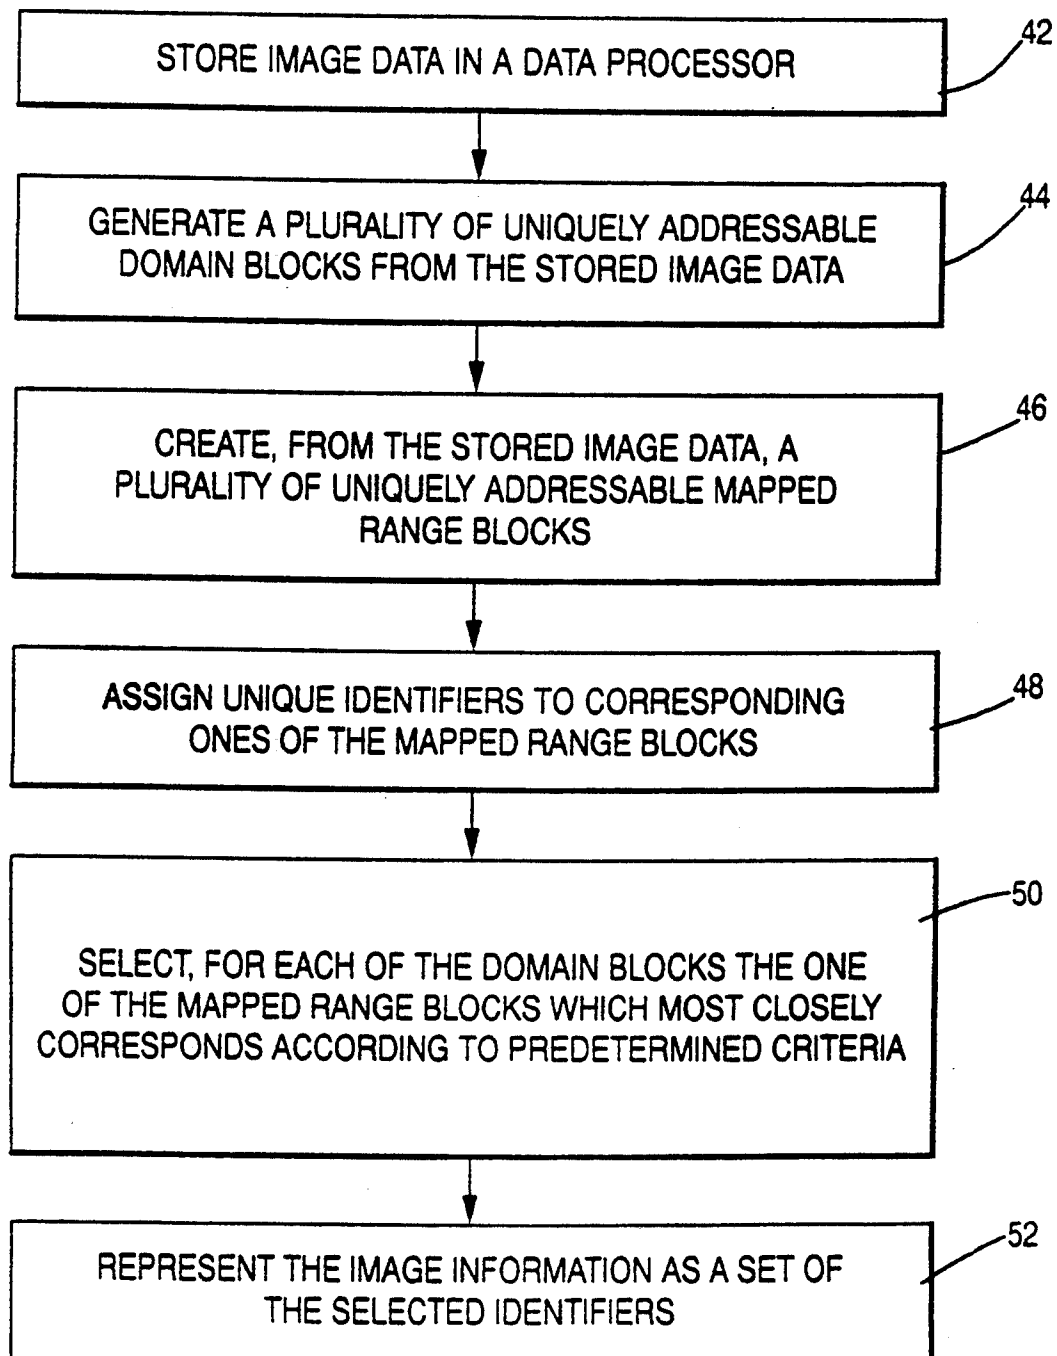 STORE IMAGE DATA IN A DATA PROCESSOR
42
GENERATE A PLURALITY OF UNIQUELY ADDRESSABLE
DOMAIN BLOCKS FROM THE STORED IMAGE DATA
44
CREATE, FROM THE STORED IMAGE DATA, A
PLURALITY OF UNIQUELY ADDRESSABLE MAPPED
RANGE BLOCKS
46
ASSIGN UNIQUE IDENTIFIERS TO CORRESPONDING
ONES OF THE MAPPED RANGE BLOCKS
48
SELECT, FOR EACH OF THE DOMAIN BLOCKS THE ONE
OF THE MAPPED RANGE BLOCKS WHICH MOST CLOSELY
CORRESPONDS ACCORDING TO PREDETERMINED CRITERIA
50
REPRESENT THE IMAGE INFORMATION AS A SET OF
THE SELECTED IDENTIFIERS
52